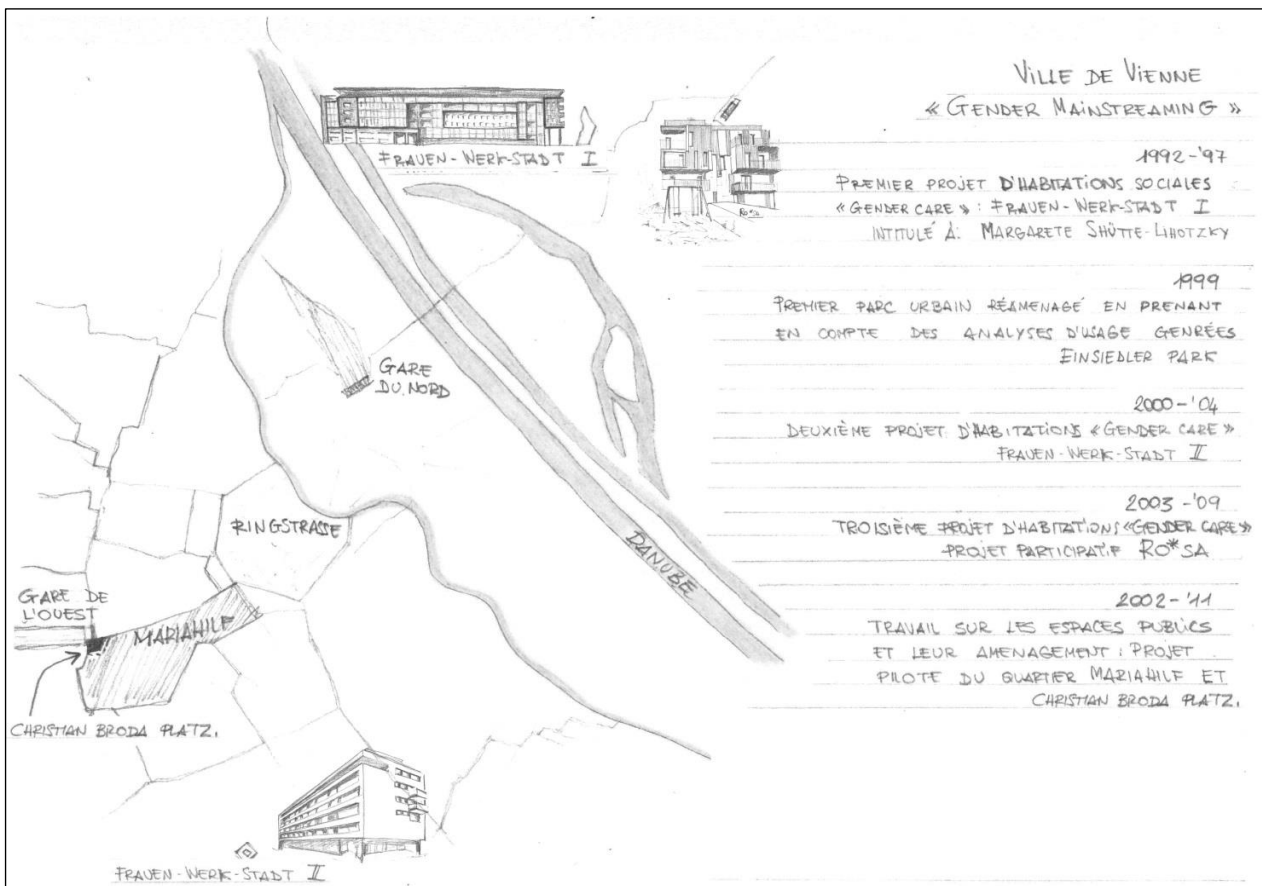 VILLE DE VIENNE
« GENDER MAINSTREAMING »
1992-'97
PREMIER PROJET D'HABITATIONS SOCIALES
« GENDER CARE » : FRAUEN-WERK-STADT I
INTITULÉ À: MARGARETE SHÜTTE-LIHOTZKY
1999
PREMIER PARC URBAIN RÉAMENAGÉ EN PRENANT
EN COMPTE DES ANALYSES D'USAGE GENRÉES
EINSIEDLER PARK
2000-'04
DEUXIÈME PROJET D'HABITATIONS « GENDER CARE »
FRAUEN-WERK-STADT II
2003-'09
TROISIÈME PROJET D'HABITATIONS «GENDER CARE»
PROJET PARTICIPATIF RO*SA
2002-'11
TRAVAIL SUR LES ESPACES PUBLICS
ET LEUR AMENAGEMENT : PROJET
PILOTE DU QUARTIER MARIAHILF ET
CHRISTIAN BRODA PLATZ.
FRAUEN-WERK-STADT I
RO*SA
GARE
DU NORD
RINGSTRASSE
DANUBE
GARE DE
L'OUEST
MARIAHILF
CHRISTIAN BRODA PLATZ.
FRAUEN-WERK-STADT II